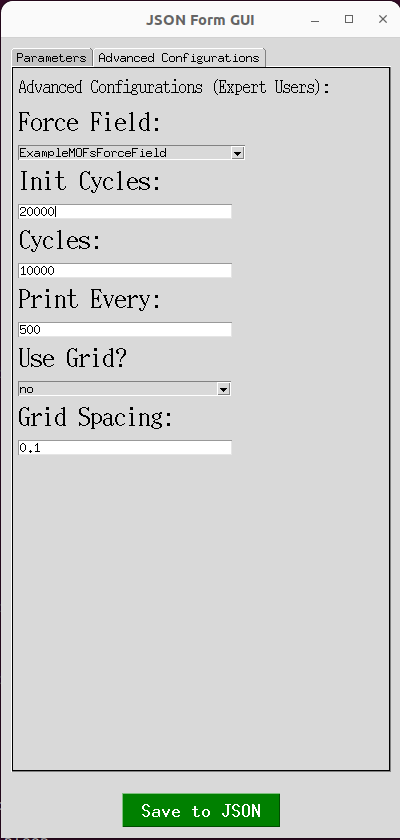 JSON Form GUI
Parameters
Advanced Configurations
Advanced Configurations (Expert Users):
Force Field:
ExampleMOFsForceField
Init Cycles:
20000
Cycles:
10000
Print Every:
500
Use Grid?
no
Grid Spacing:
0.1
Save to JSON